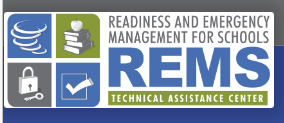 READINESS AND EMERGENCY
MANAGEMENT FOR SCHOOLS
REMS
TECHNICAL ASSISTANCE CENTER